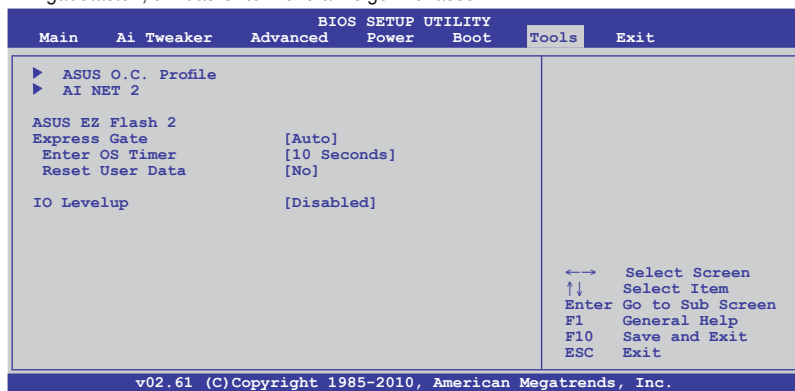 BIOS SETUP UTILITY
Main Ai Tweaker Advanced Power Boot Tools Exit
ASUS O.C. Profile
AI NET 2
ASUS EZ Flash 2
Express Gate [Auto]
Enter OS Timer [10 Seconds]
Reset User Data [No]
IO Levelup [Disabled]
←→ Select Screen
↑↓ Select Item
Enter Go to Sub Screen
F1 General Help
F10 Save and Exit
ESC Exit
v02.61 (C)Copyright 1985-2010, American Megatrends, Inc.